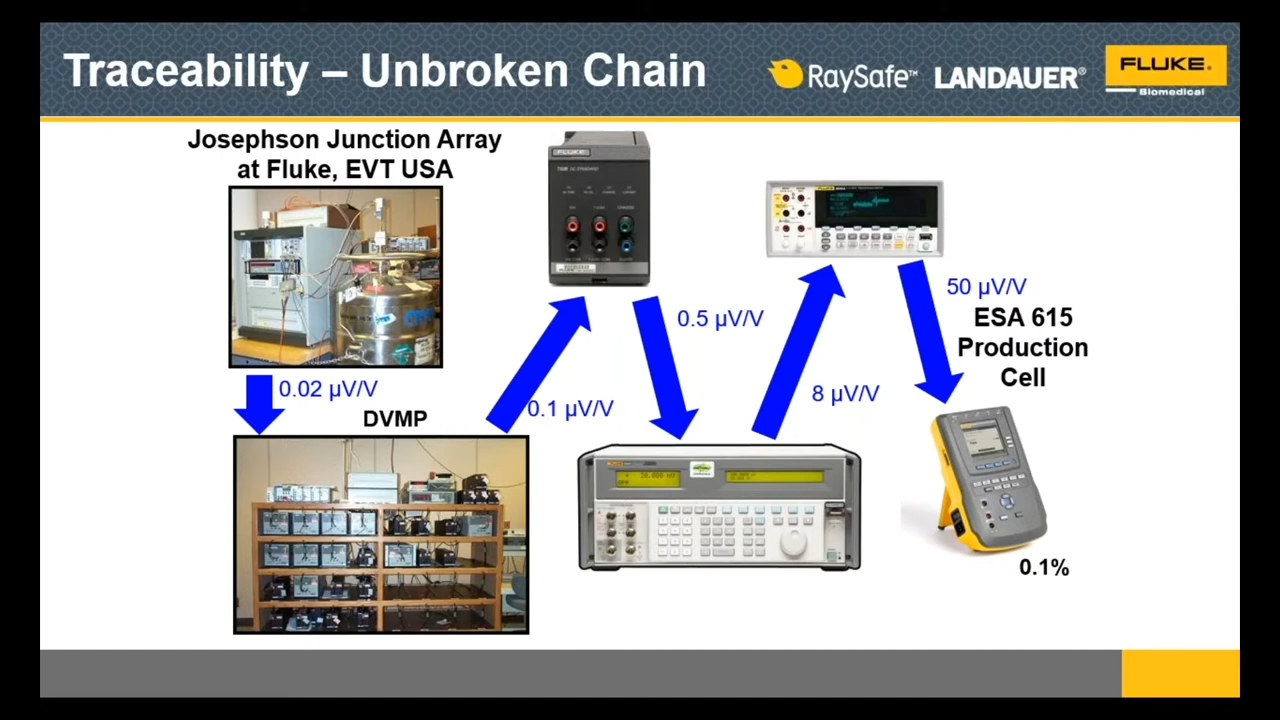 Traceability – Unbroken Chain
RaySafe™
LANDAUER®
FLUKE®
Biomedical
Josephson Junction Array
at Fluke, EVT USA
FLUKE
0.02 µV/V
DVMP
0.1 µV/V
0.5 µV/V
8 µV/V
50 µV/V
ESA 615
Production
Cell
0.1%